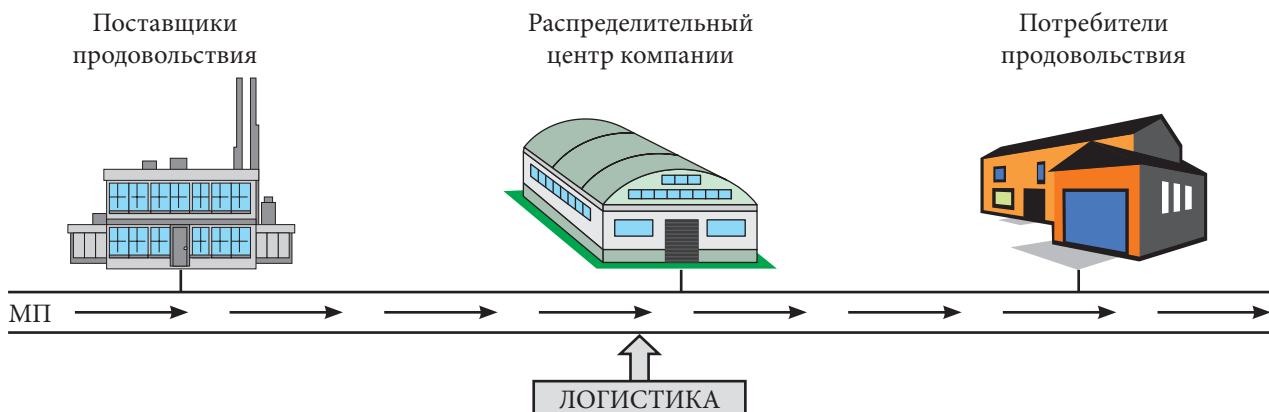 Поставщики
продовольствия
Распределительный
центр компании
Потребители
продовольствия
МП
ЛОГИСТИКА